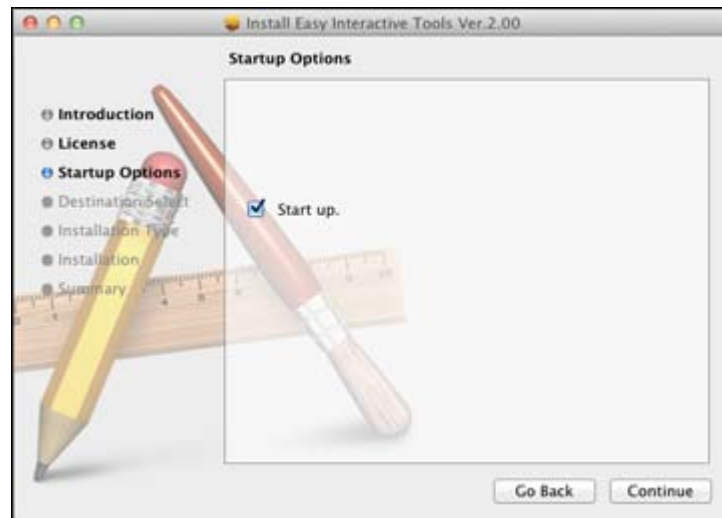 Install Easy Interactive Tools Ver.2.00
Startup Options
Introduction
License
Startup Options
Destination Select
Installation Type
Installation
Summary
Start up.
Go Back
Continue